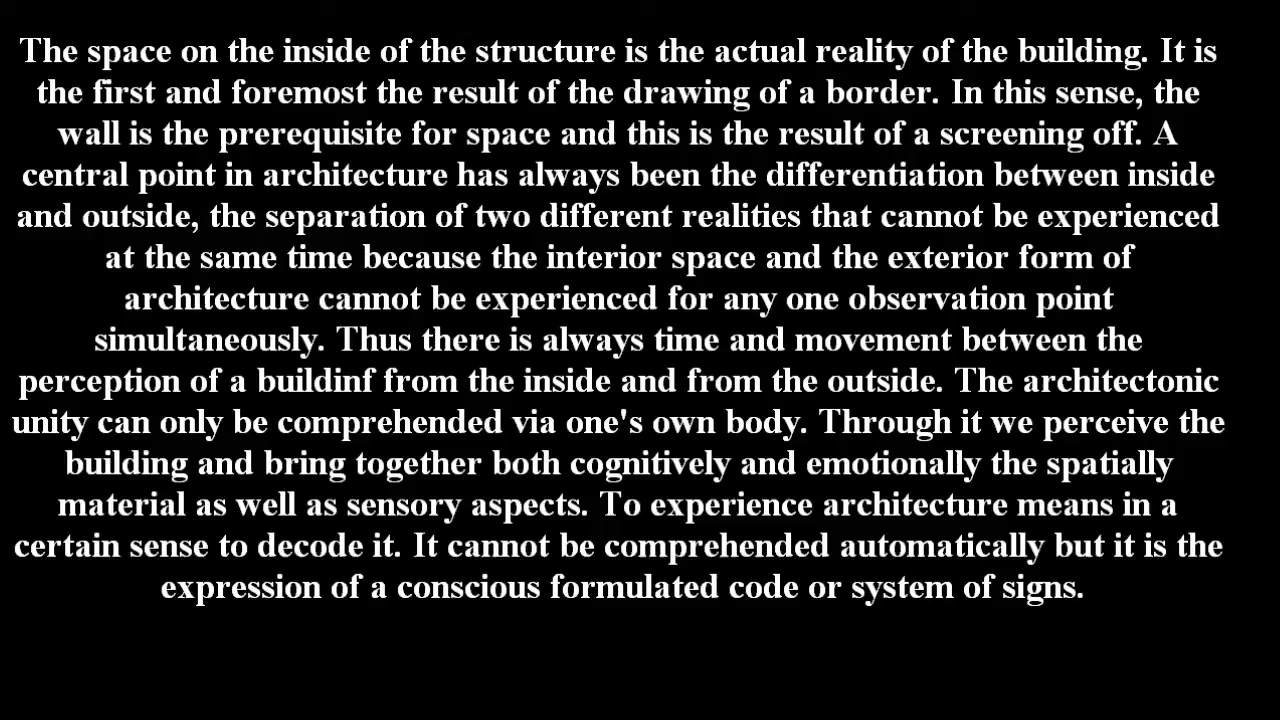 The space on the inside of the structure is the actual reality of the building. It is
the first and foremost the result of the drawing of a border. In this sense, the
wall is the prerequisite for space and this is the result of a screening off. A
central point in architecture has always been the differentiation between inside
and outside, the separation of two different realities that cannot be experienced
at the same time because the interior space and the exterior form of
architecture cannot be experienced for any one observation point
simultaneously. Thus there is always time and movement between the
perception of a buildinf from the inside and from the outside. The architectonic
unity can only be comprehended via one's own body. Through it we perceive the
building and bring together both cognitively and emotionally the spatially
material as well as sensory aspects. To experience architecture means in a
certain sense to decode it. It cannot be comprehended automatically but it is the
expression of a conscious formulated code or system of signs.